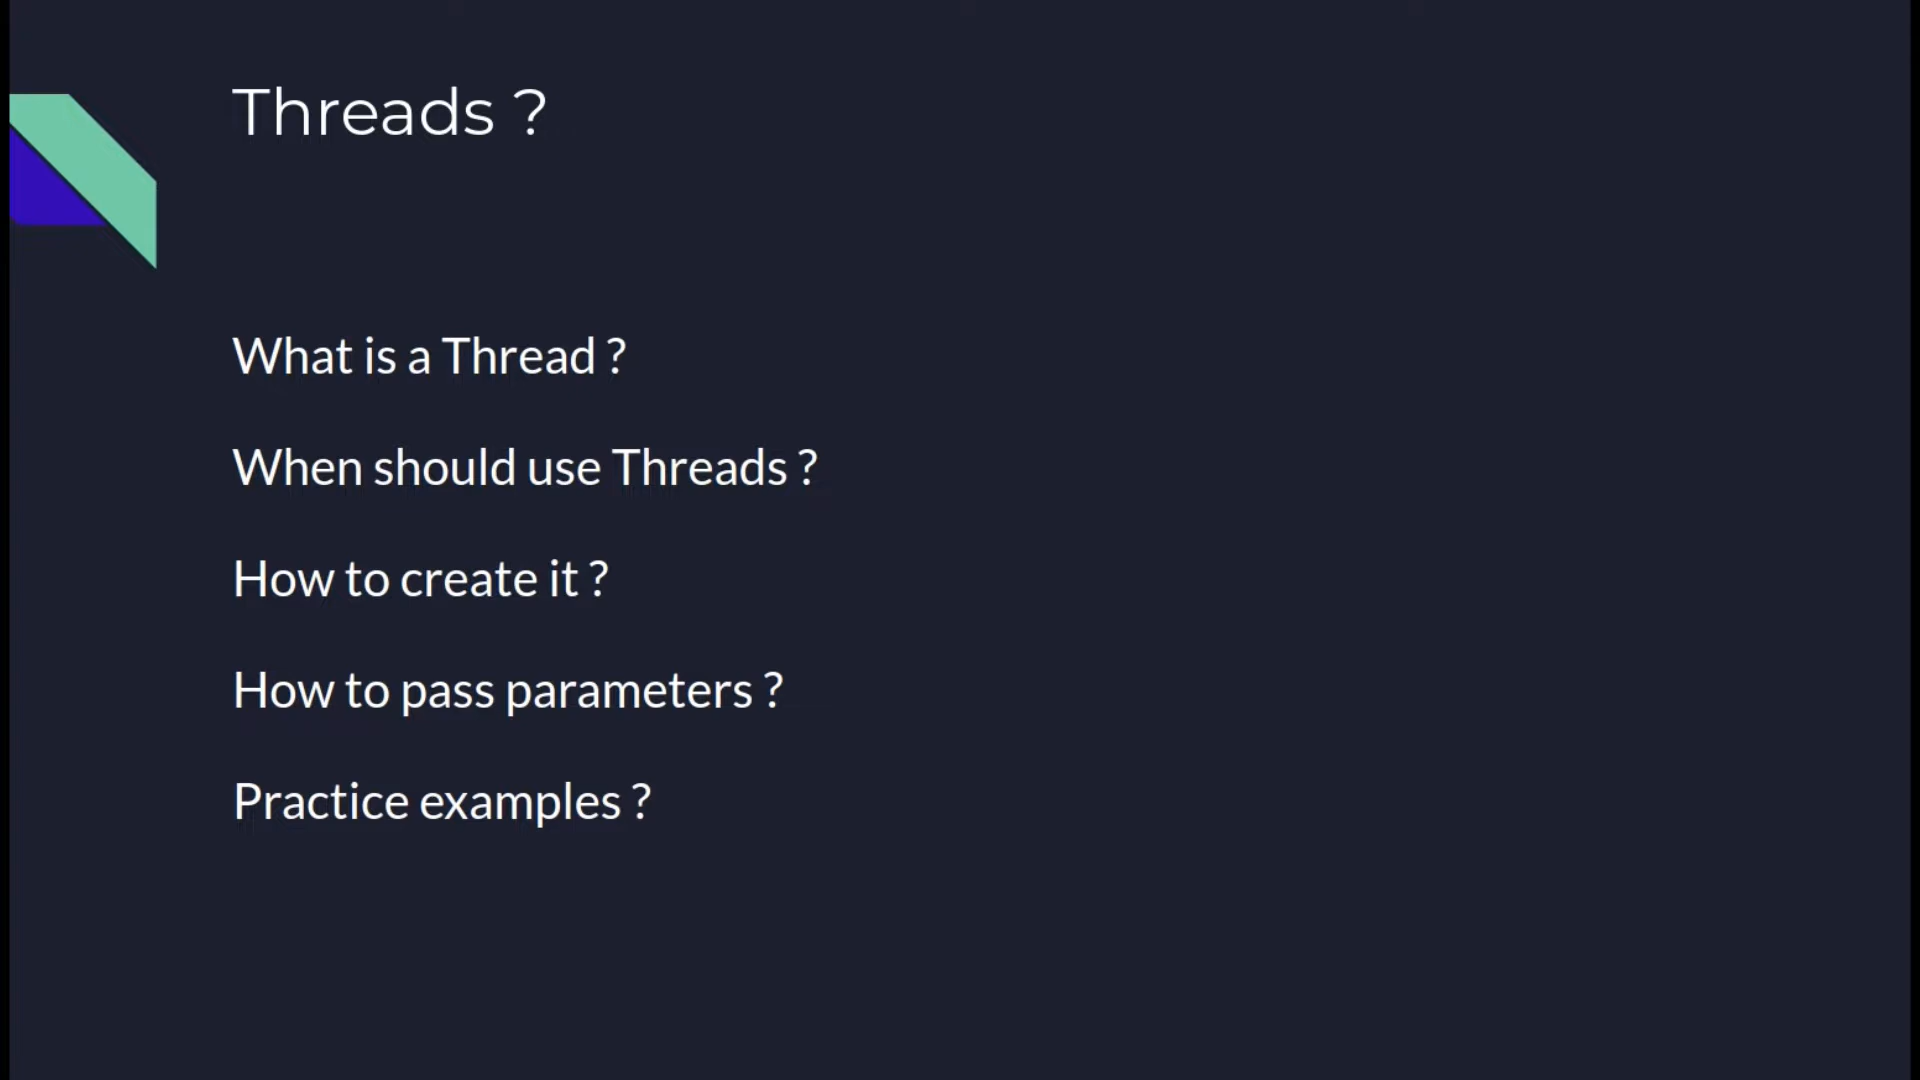 Threads ?
What is a Thread ?
When should use Threads ?
How to create it ?
How to pass parameters ?
Practice examples ?